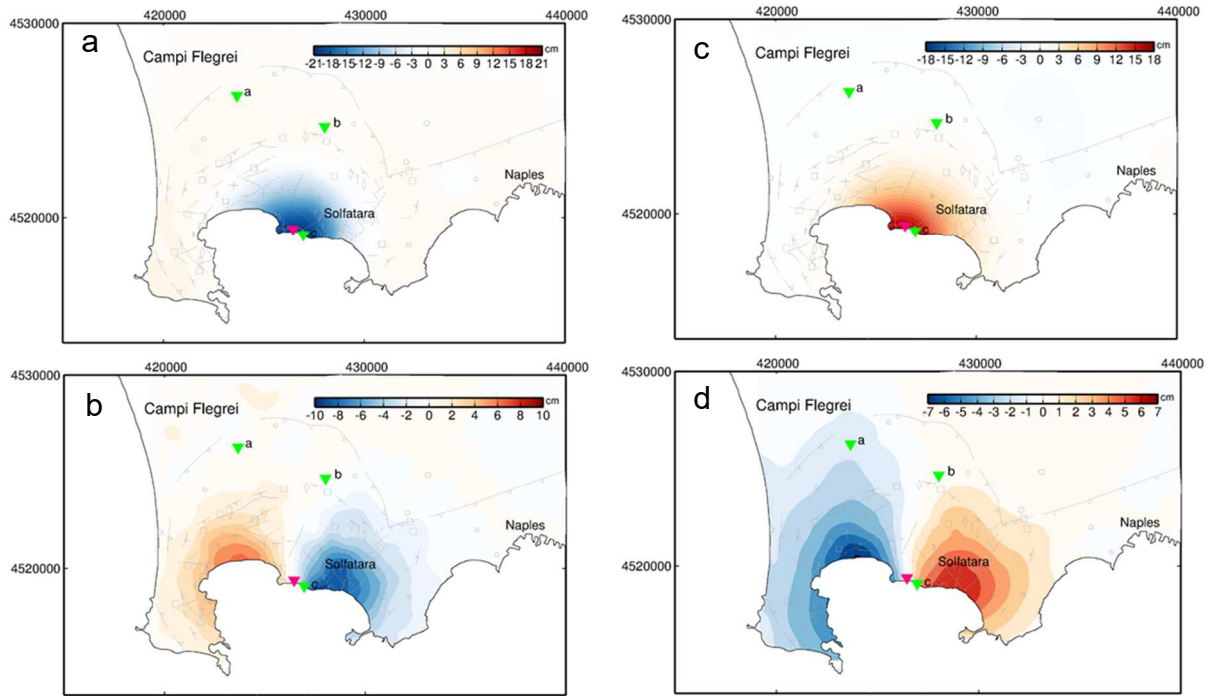 420000 430000 440000
4530000
a
Campi Flegrei
-21-18-15-12-9 -6 -3 0 3 6 9 12 15 18 21 cm
a
b
Naples
Solfatara
4520000
c
420000 430000 440000
4530000
c
Campi Flegrei
-18-15-12 -9 -6 -3 0 3 6 9 12 15 18 cm
a
b
Naples
Solfatara
4520000
c
420000 430000 440000
4530000
b
Campi Flegrei
-10 -8 -6 -4 -2 0 2 4 6 8 10 cm
a
b
Naples
Solfatara
4520000
c
420000 430000 440000
4530000
d
Campi Flegrei
-7 -6 -5 -4 -3 -2 -1 0 1 2 3 4 5 6 7 cm
a
b
Naples
Solfatara
4520000
c